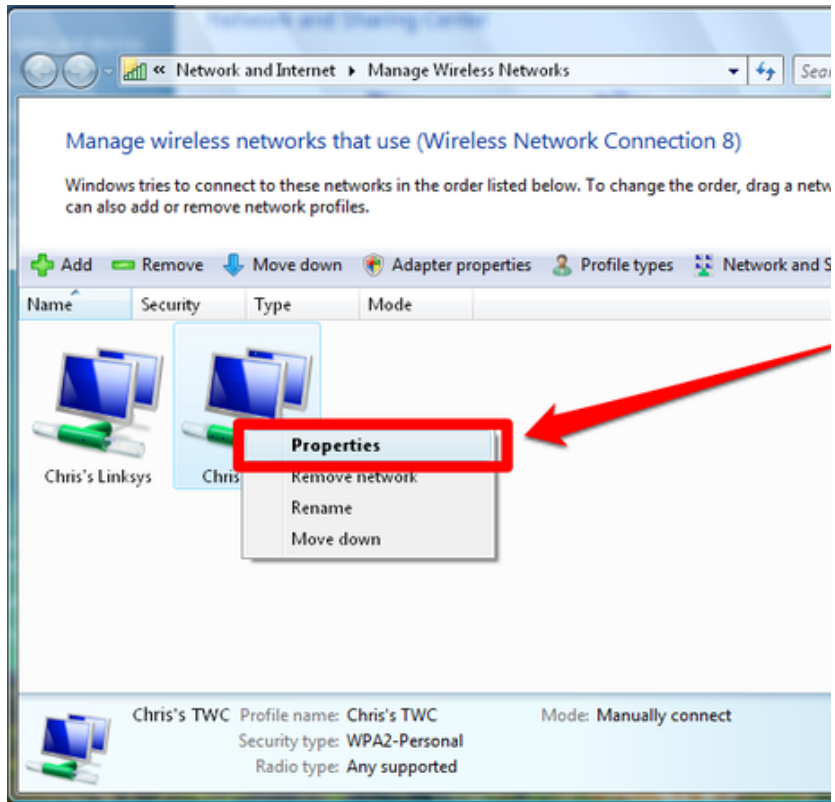 Network and Sharing Center
« Network and Internet ▸ Manage Wireless Networks
Manage wireless networks that use (Wireless Network Connection 8)
Windows tries to connect to these networks in the order listed below. To change the order, drag a netw
can also add or remove network profiles.
Add Remove Move down Adapter properties Profile types Network and S
Name Security Type Mode
Properties
Remove network
Rename
Move down
Chris's Linksys Chris
Chris's TWC Profile name: Chris's TWC Mode: Manually connect
Security type: WPA2-Personal
Radio type: Any supported